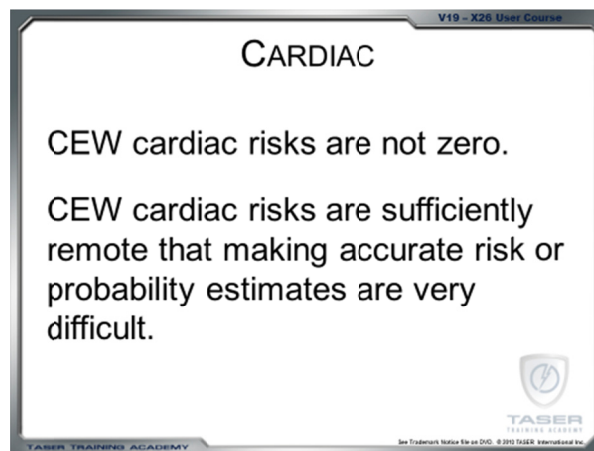 V19 – X26 User Course
CARDIAC
CEW cardiac risks are not zero.
CEW cardiac risks are sufficiently
remote that making accurate risk or
probability estimates are very
difficult.
TASER
TRAINING ACADEMY
TASER TRAINING ACADEMY
See Trademark Notice file on DVD. © 2013 TASER International Inc.